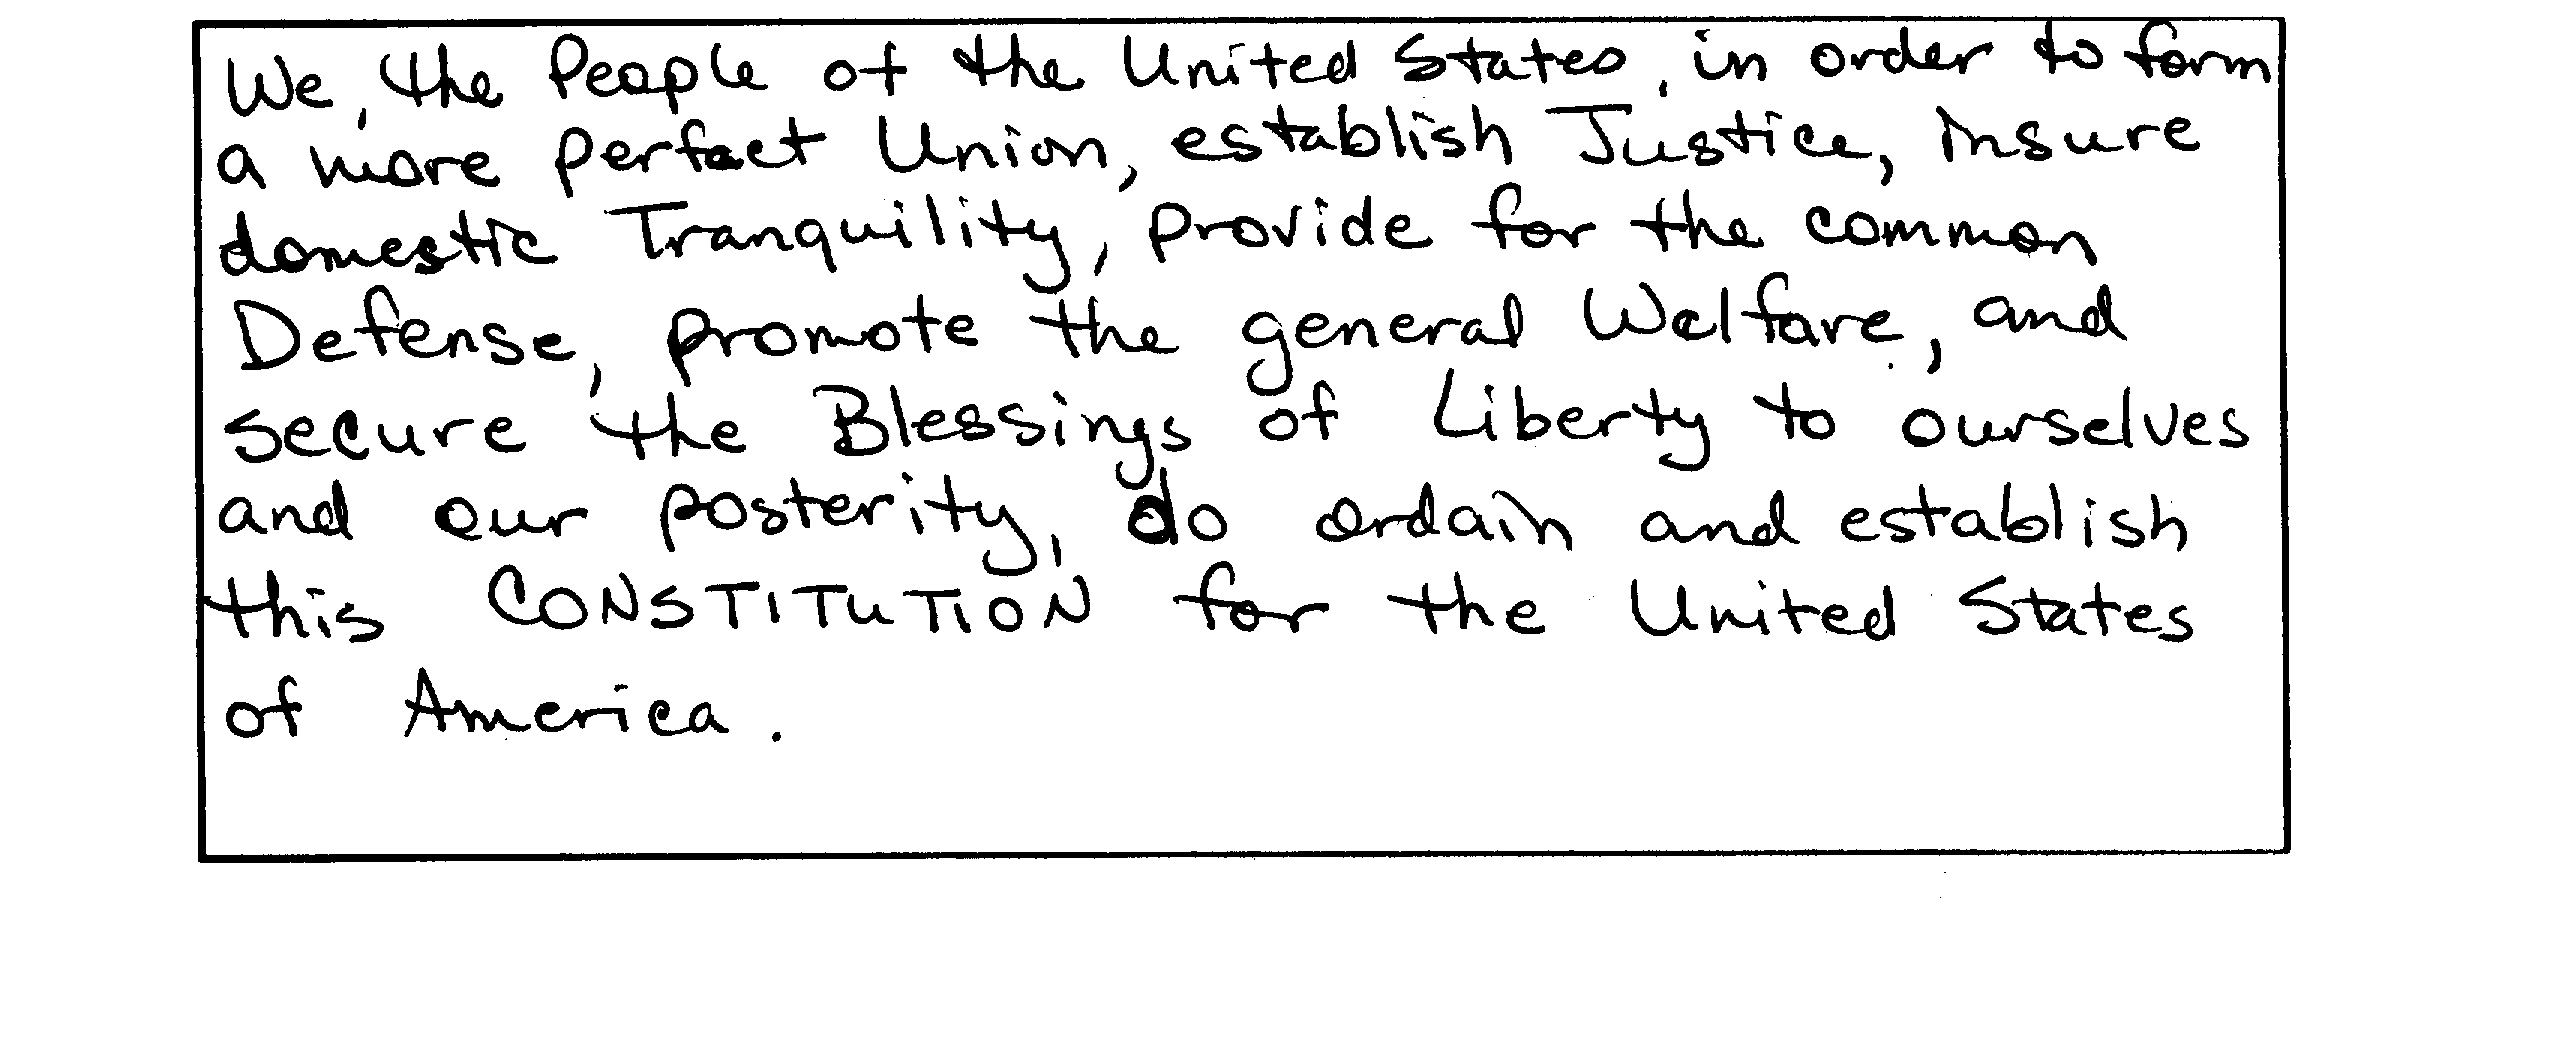 We, the People of the United States, in order to form
a more perfect Union, establish Justice, insure
domestic Tranquility, provide for the common
Defense, promote the general Welfare, and
secure the Blessings of Liberty to ourselves
and our posterity, do ordain and establish
this CONSTITUTION for the United States
of America.